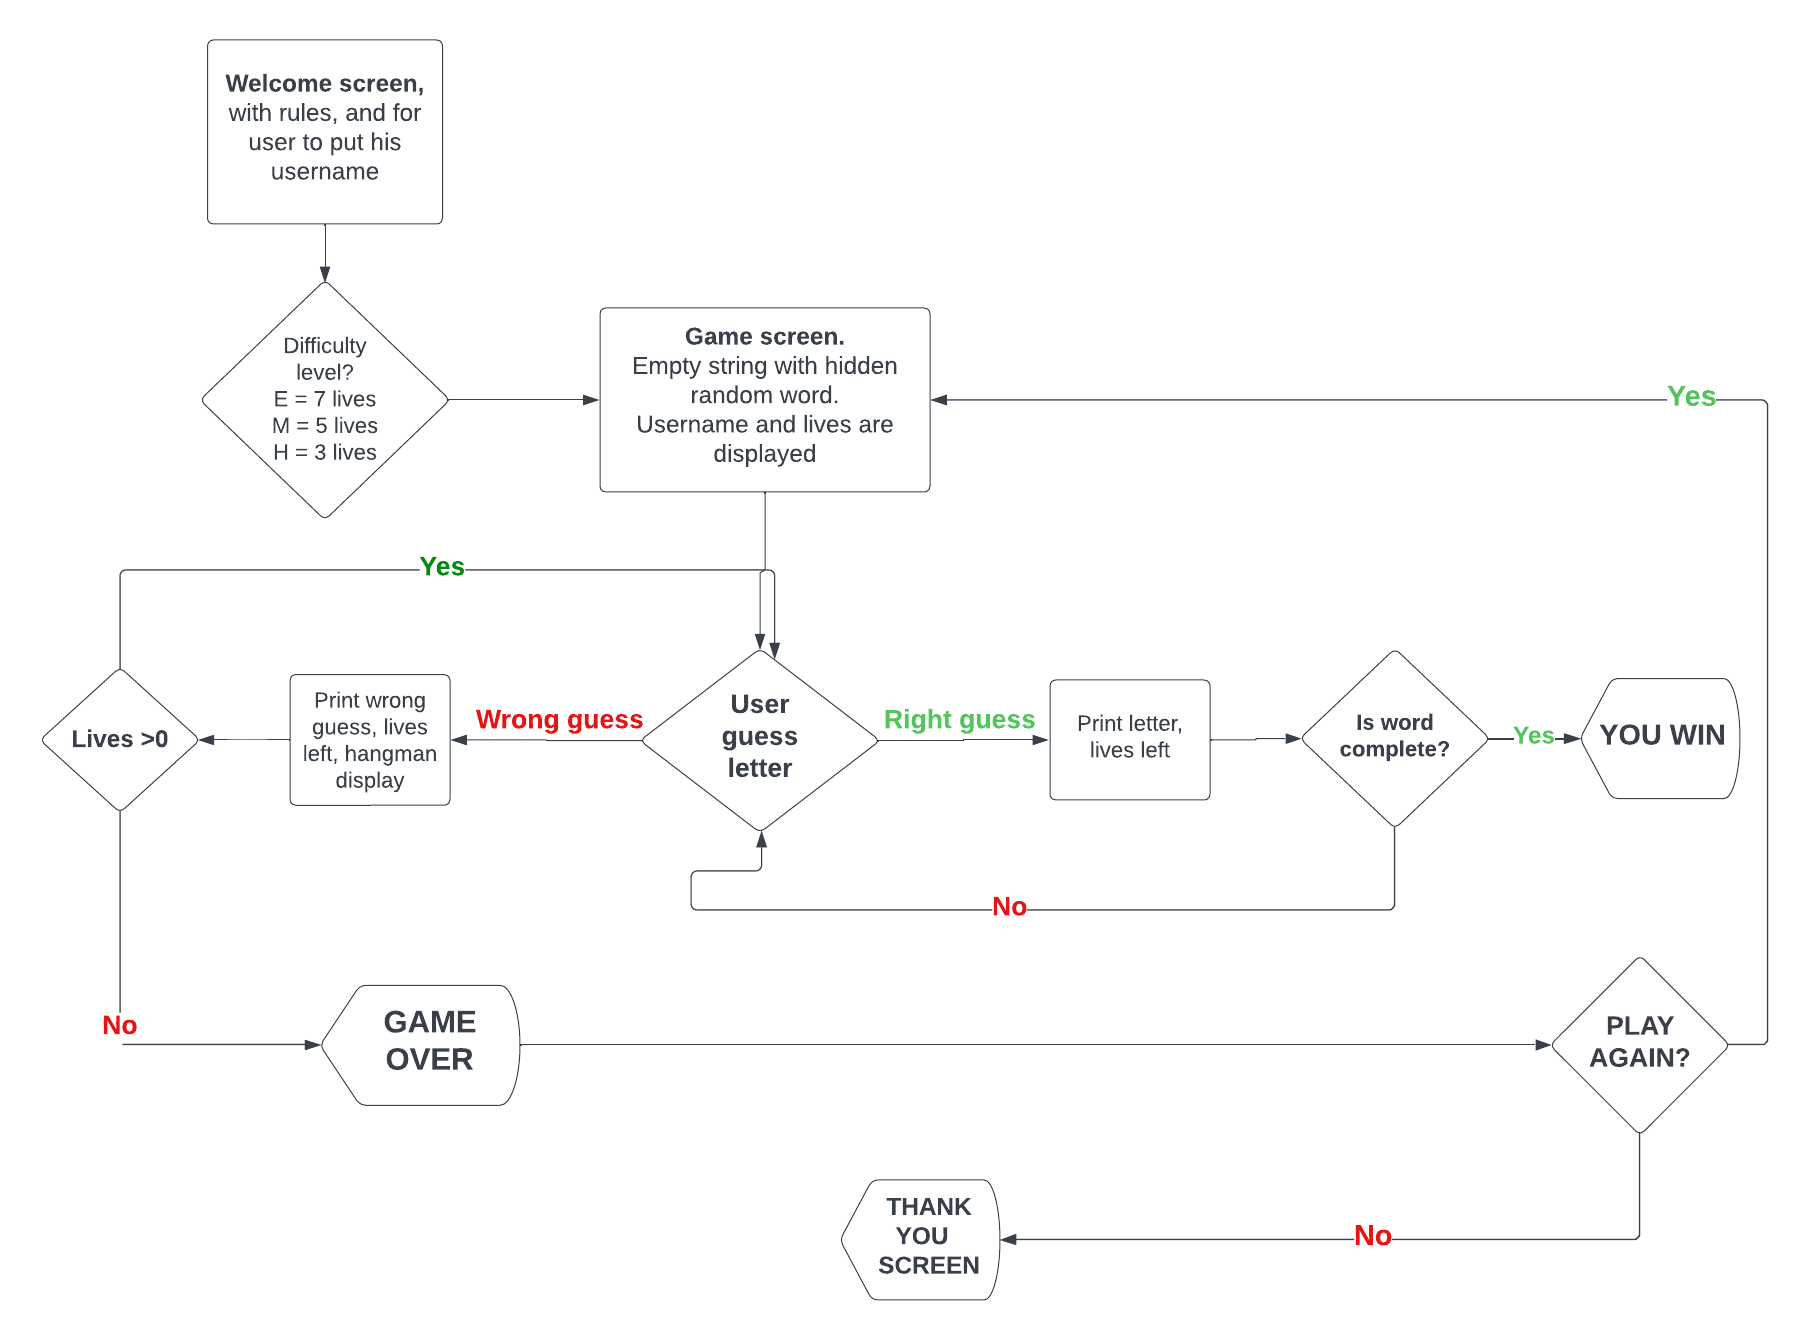 Welcome screen,
with rules, and for
user to put his
username
Difficulty
level?
E = 7 lives
M = 5 lives
H = 3 lives
Game screen.
Empty string with hidden
random word.
Username and lives are
displayed
Yes
Yes
Lives >0
Print wrong
guess, lives
left, hangman
display
Wrong guess
User
guess
letter
Right guess
Print letter,
lives left
Is word
complete?
Yes
YOU WIN
No
No
GAME
OVER
PLAY
AGAIN?
THANK
YOU
SCREEN
No